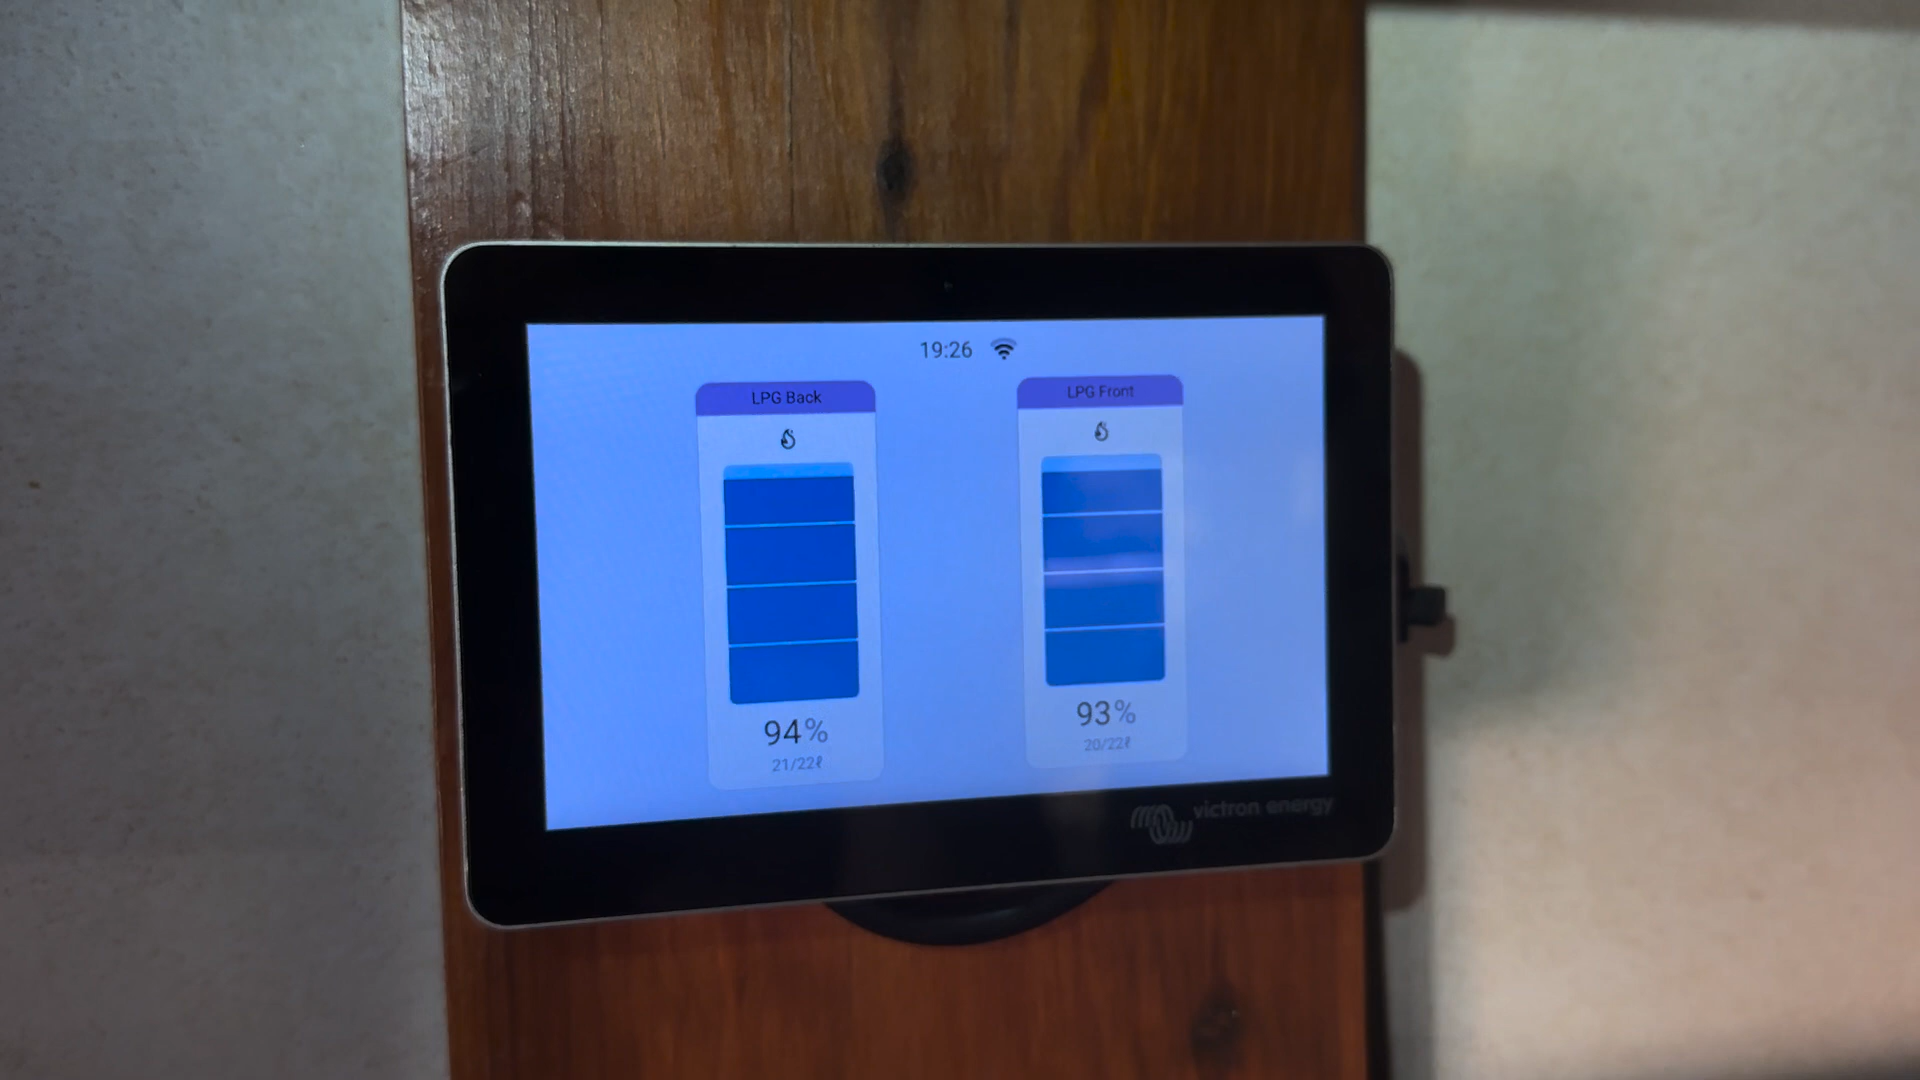 19:26
LPG Back
94%
21/22ℓ
LPG Front
93%
20/22ℓ
victron energy